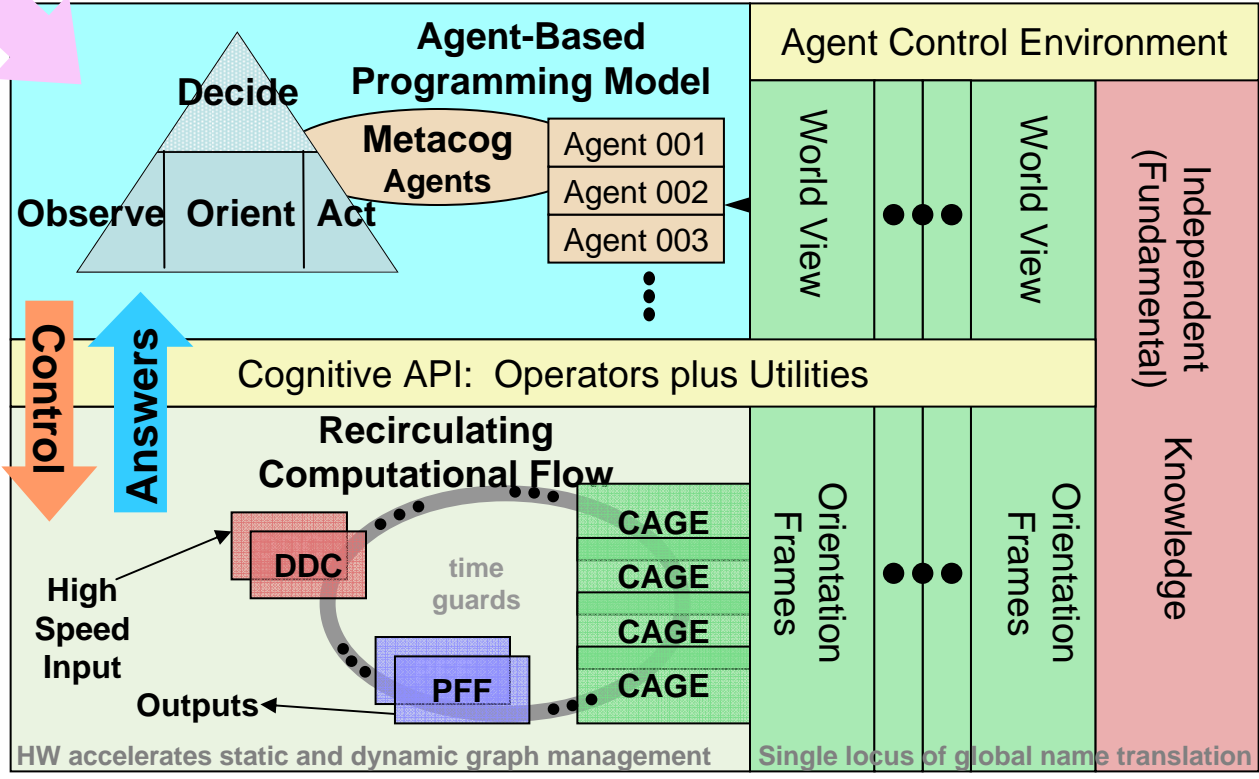 Agent-Based
Programming Model
Decide
Observe
Orient
Act
Metacog
Agents
Agent 001
Agent 002
Agent 003
Agent Control Environment
World View
World View
Independent
(Fundamental)
Knowledge
Control
Answers
Cognitive API: Operators plus Utilities
Recirculating
Computational Flow
DDC
time
guards
PFF
CAGE
CAGE
CAGE
CAGE
High
Speed
Input
Outputs
Orientation
Frames
Orientation
Frames
HW accelerates static and dynamic graph management
Single locus of global name translation